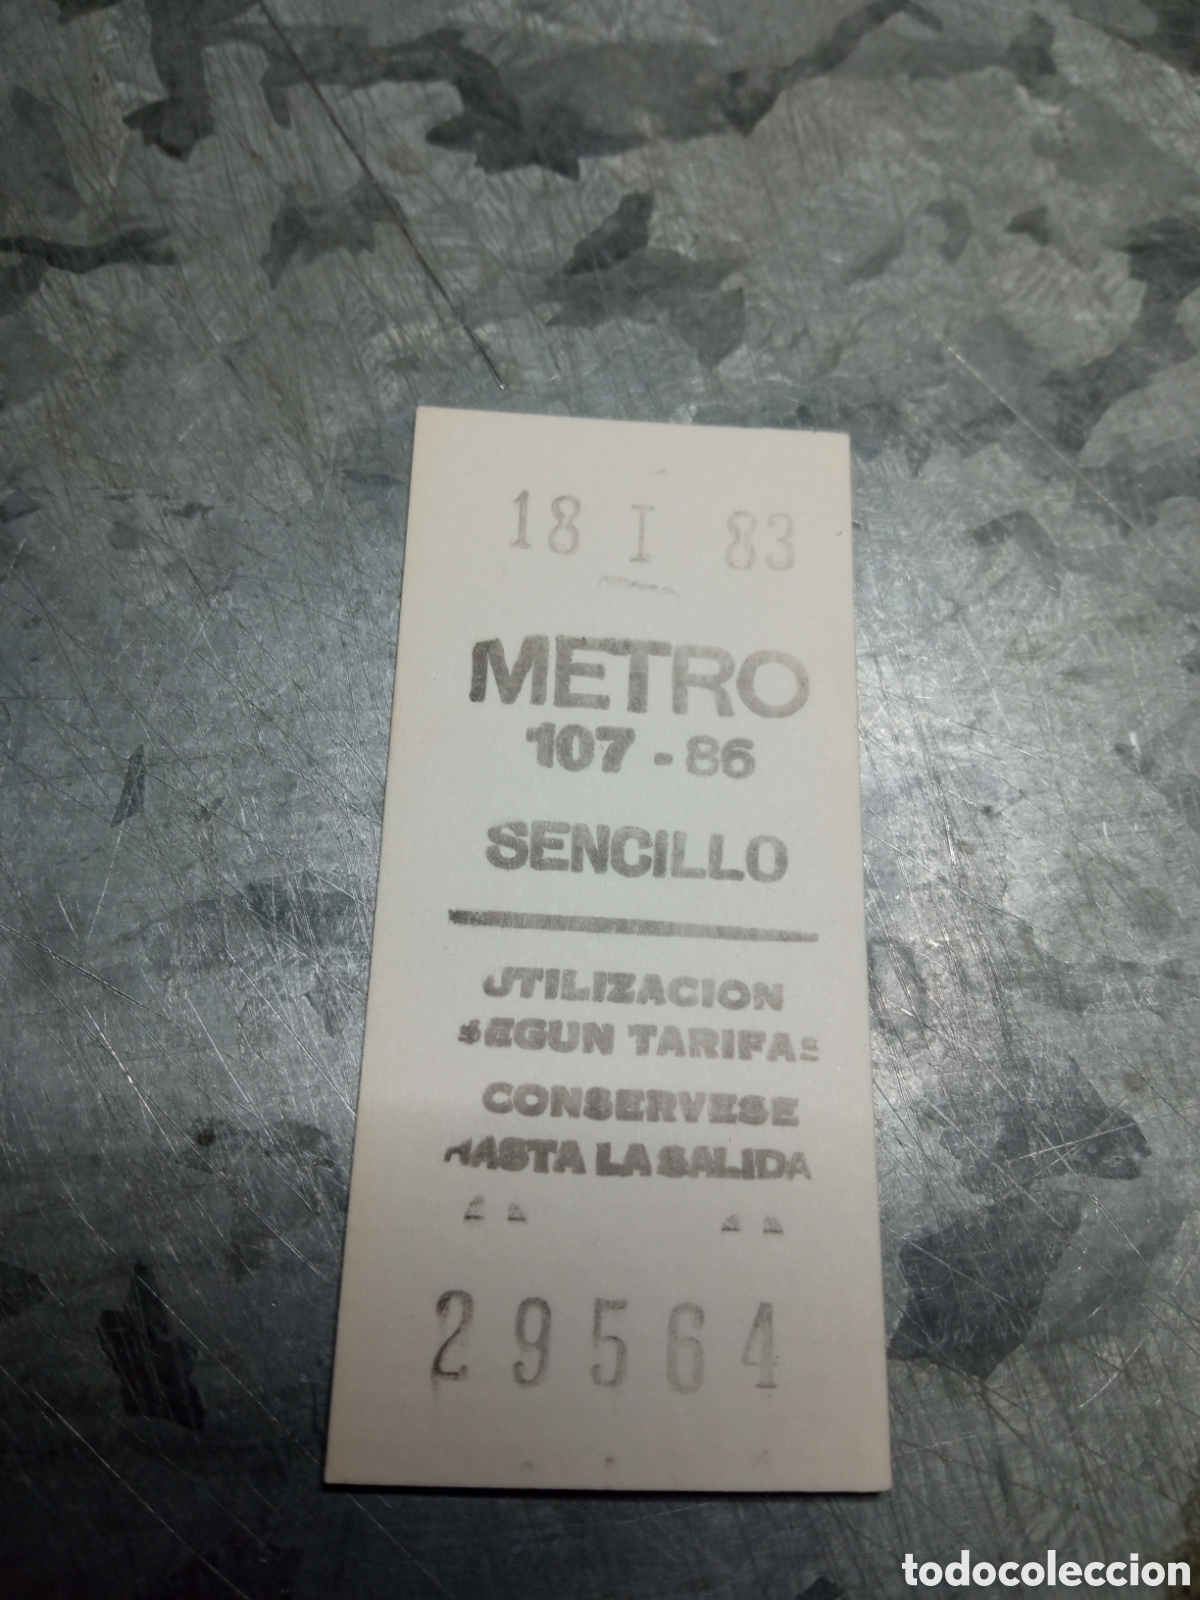 18 I 83
METRO
107 - 86
SENCILLO
UTILIZACION
SEGUN TARIFAS
CONSERVESE
HASTA LA SALIDA
29564
todocoleccion